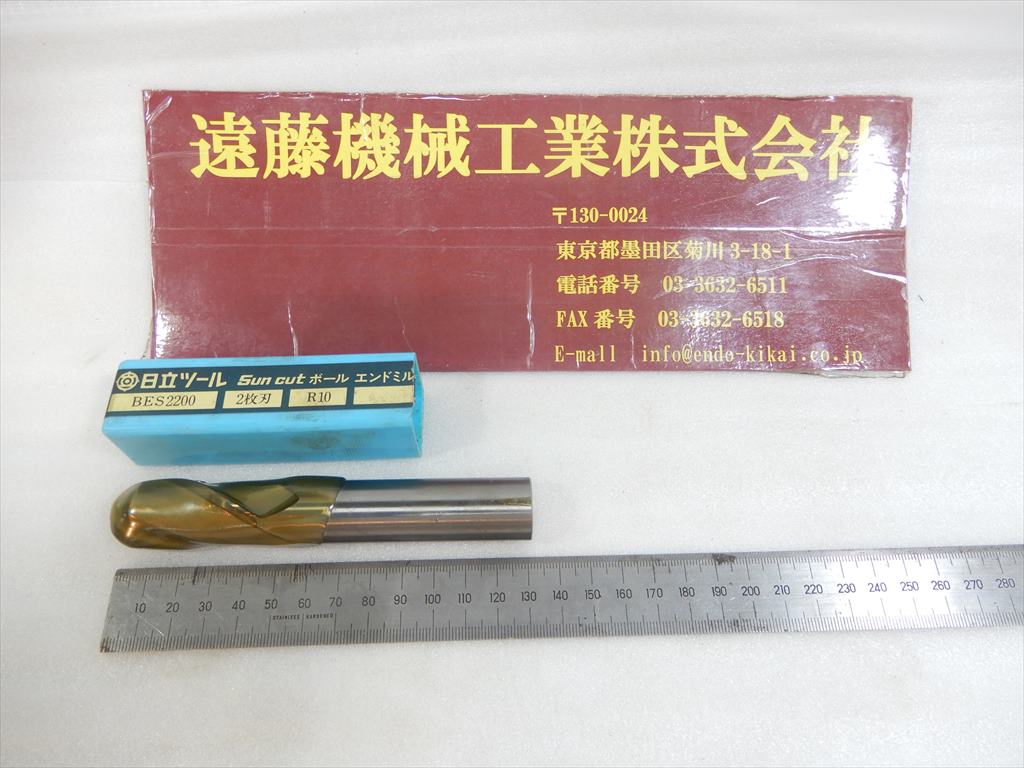 遠藤機械工業株式会社
〒130-0024
東京都墨田区菊川 3-18-1
電話番号 03-3632-6511
FAX 番号 03-3632-6518
E-mail info@endo-kikai.co.jp
日立ツール Sun cut ボール エンドミル
BES2200 2枚刃 R10
10 20 30 40 50 60 70 80 90 100 110 120 130 140 150 160 170 180 190 200 210 220 230 240 250 260 270 280
STAINLESS HARDENED